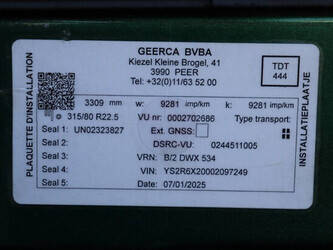 GEERCA BVBA
Kiezel Kleine Brogel, 41
3990 PEER
Tel: +32(0)11/63 52 00
TDT
444
PLAQUETTE D'INSTALLATION
INSTALLATIEPLAATJE
3309 mm w: 9281 imp/km k: 9281 imp/km
315/80 R22.5 VU nr: 0002702686 Type transport:
Seal 1: UN02323827 Ext. GNSS:
Seal 2: DSRC-VU: 0244511005
Seal 3: VRN: B/2 DWX 534
Seal 4: VIN: YS2R6X20002097249
Seal 5: Date: 07/01/2025